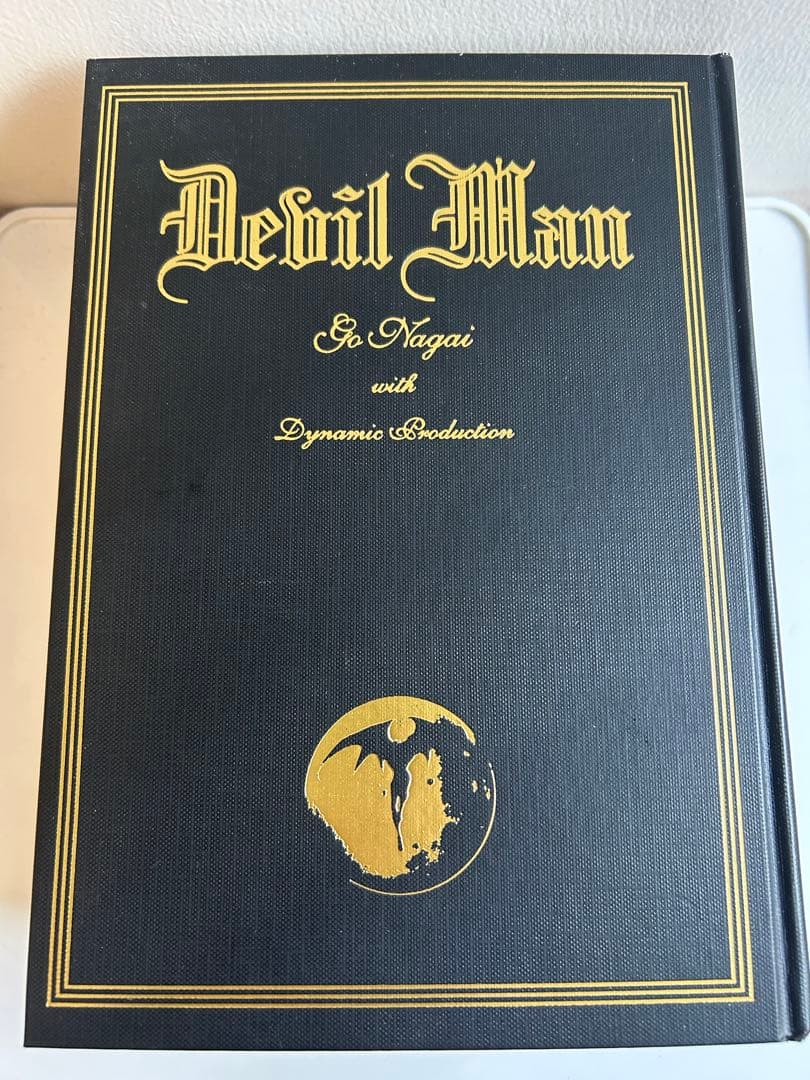 Devil Man
Go Nagai
with
Dynamic Production